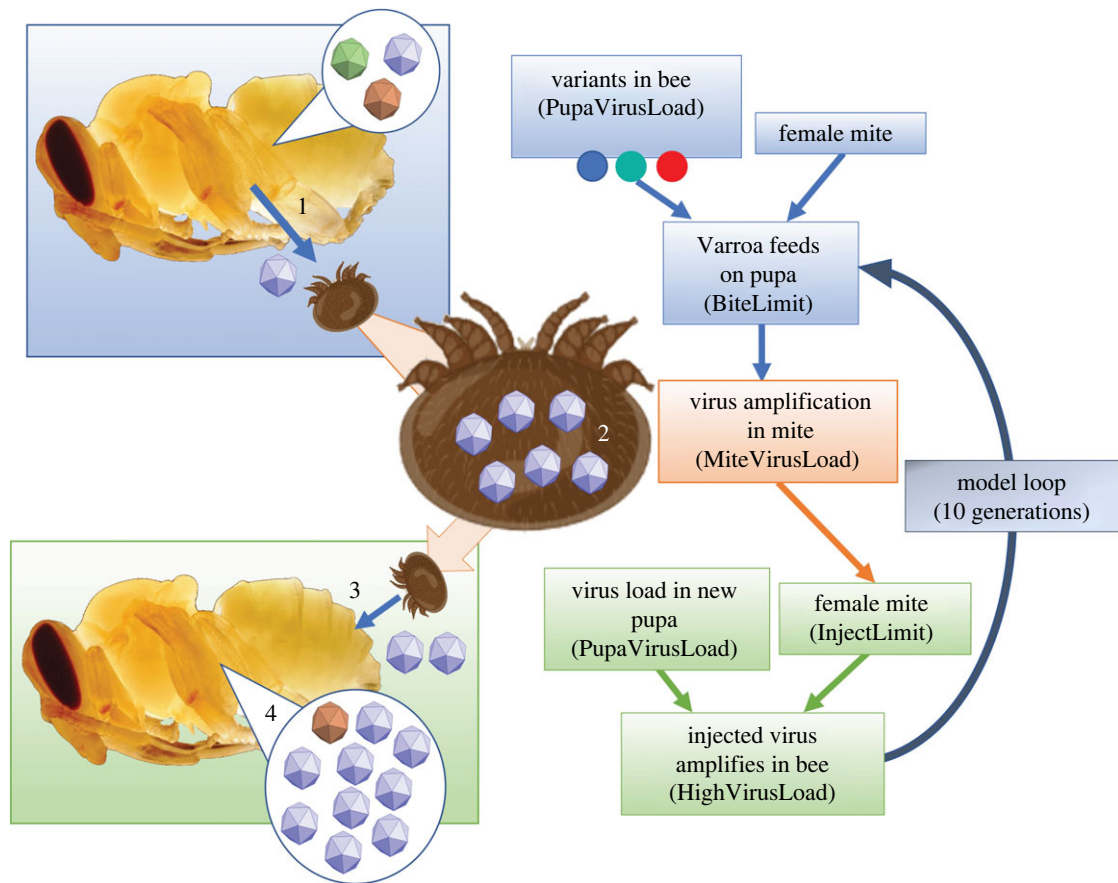 1
2
3
4
variants in bee
(PupaVirusLoad)
female mite
Varroa feeds
on pupa
(BiteLimit)
virus amplification
in mite
(MiteVirusLoad)
model loop
(10 generations)
virus load in new
pupa
(PupaVirusLoad)
female mite
(InjectLimit)
injected virus
amplifies in bee
(HighVirusLoad)